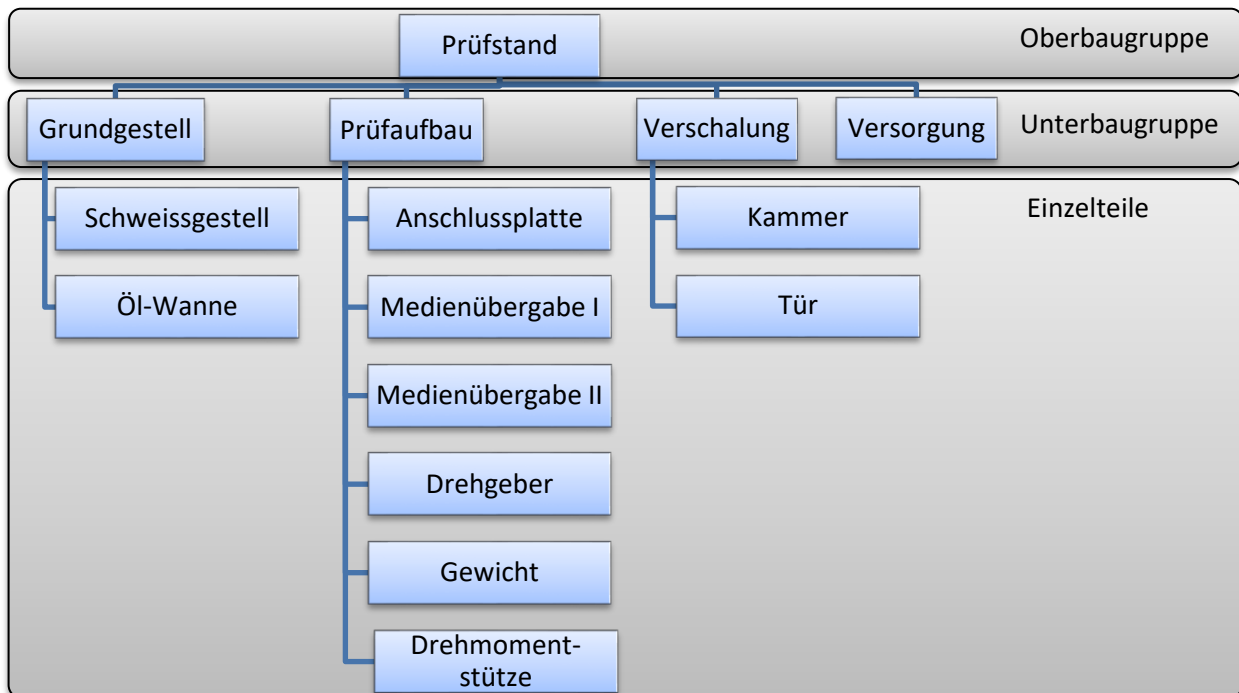 Prüfstand
Oberbaugruppe
Grundgestell
Prüfaufbau
Verschalung
Versorgung
Unterbaugruppe
Einzelteile
Schweissgestell
Öl-Wanne
Anschlussplatte
Medienübergabe I
Medienübergabe II
Drehgeber
Gewicht
Drehmoment-
stütze
Kammer
Tür